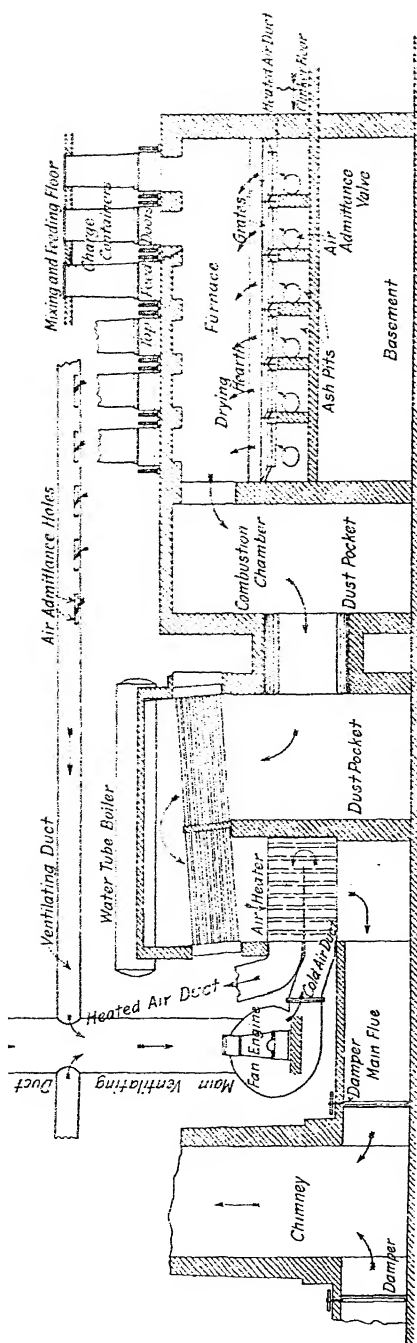 Mixing and Feeding Floor
Charge
Containers
Top
Feed
Doors
Air Admittance Holes
Ventilating Duct
Water Tube Boiler
Heated Air Duct
Main Ventilating
Duct
Fan Engine
Cold Air Duct
Air Heater
Chimney
Damper
Damper
Main Flue
Dust Pocket
Combustion
Chamber
Dust Pocket
Furnace
Drying
Hearth
Grates
Ash Pits
Air
Admittance
Valve
Basement
Heated Air Duct
Clinker Floor